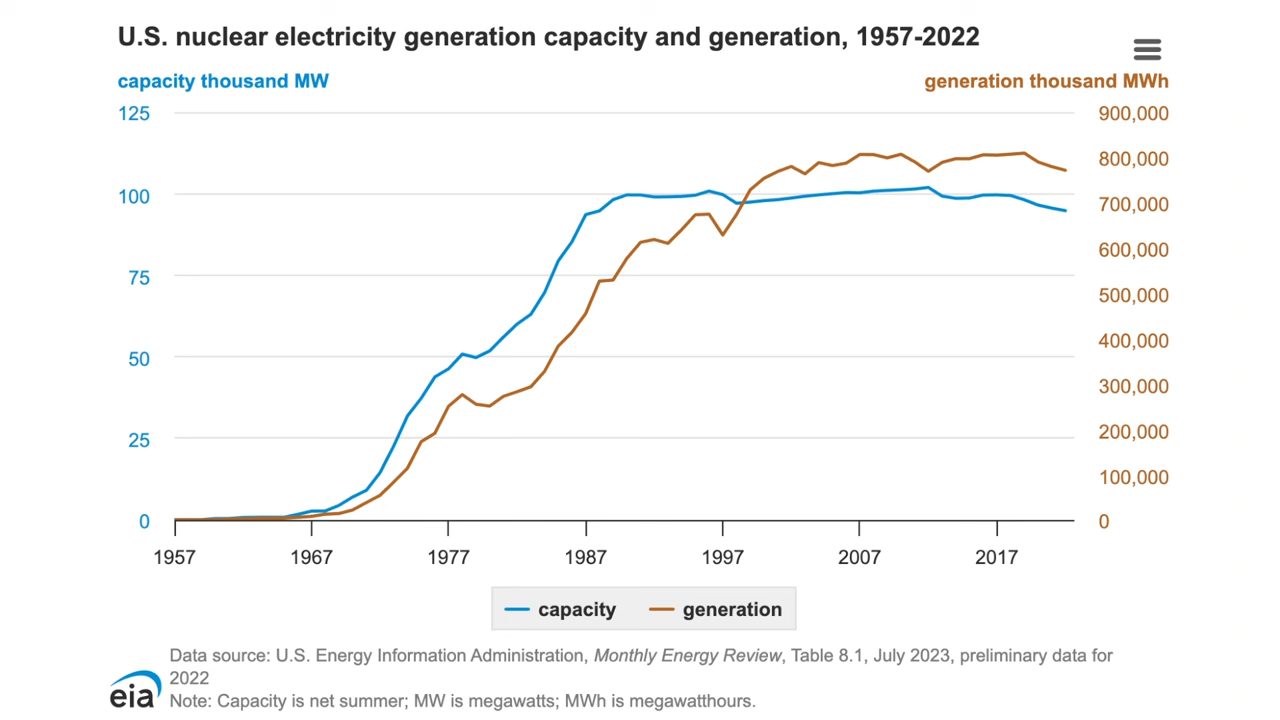 U.S. nuclear electricity generation capacity and generation, 1957-2022
capacity thousand MW
generation thousand MWh
125
900,000
800,000
100
700,000
600,000
75
500,000
400,000
50
300,000
200,000
25
100,000
0
0
1957 1967 1977 1987 1997 2007 2017
capacity generation
Data source: U.S. Energy Information Administration, Monthly Energy Review, Table 8.1, July 2023, preliminary data for
2022
Note: Capacity is net summer; MW is megawatts; MWh is megawatthours.
eia